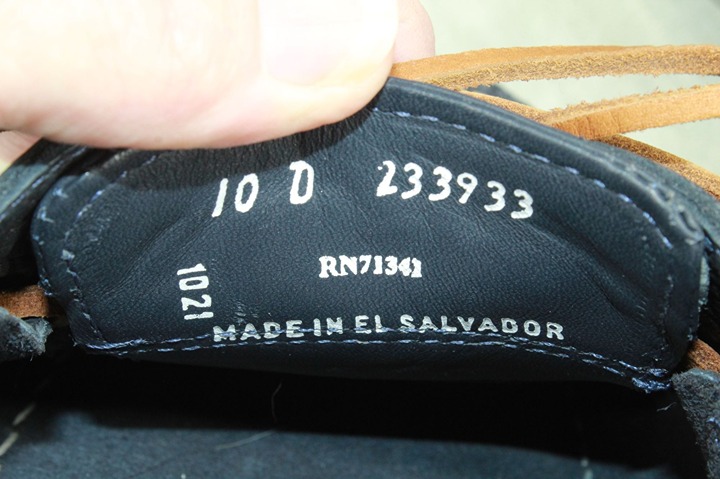 10 D 233933
RN71341
1021
MADE IN EL SALVADOR